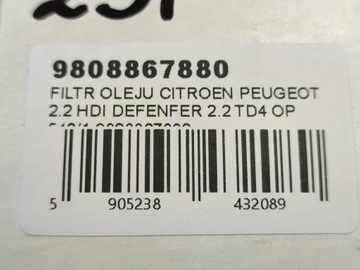 9808867880
FILTR OLEJU CITROEN PEUGEOT
2.2 HDI DEFENFER 2.2 TD4 OP
5 905238 432089